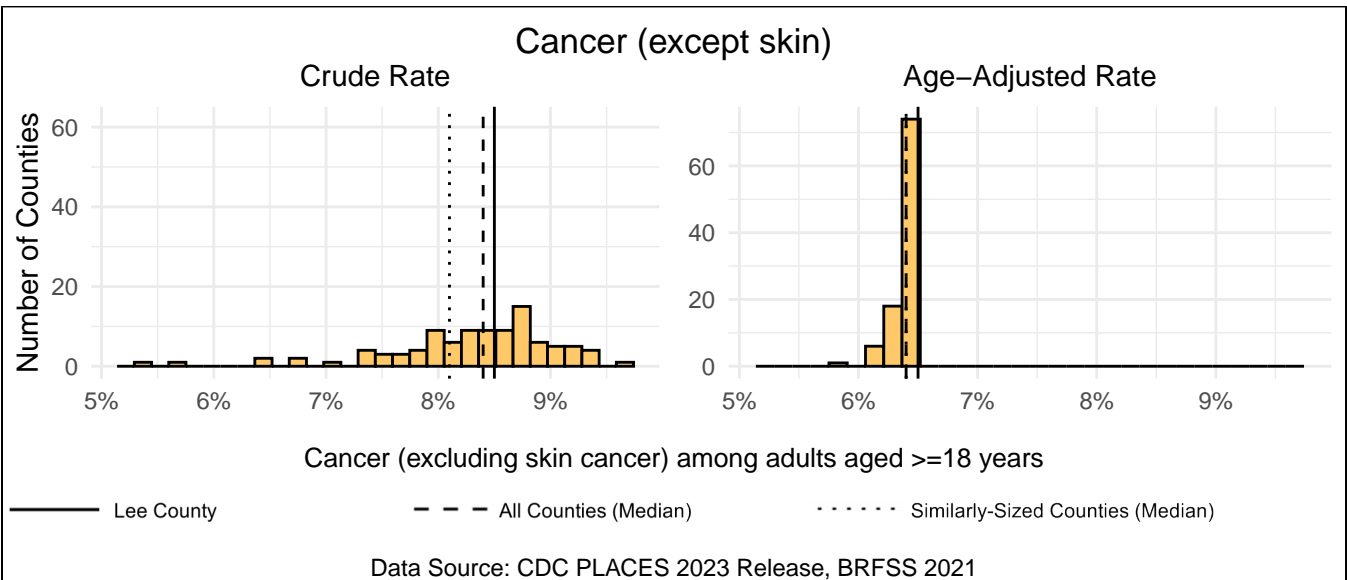 Cancer (except skin)
Crude Rate
Age−Adjusted Rate
Number of Counties
60
40
20
0
5% 6% 7% 8% 9%
60
40
20
0
5% 6% 7% 8% 9%
Cancer (excluding skin cancer) among adults aged >=18 years
Lee County All Counties (Median) Similarly-Sized Counties (Median)
Data Source: CDC PLACES 2023 Release, BRFSS 2021